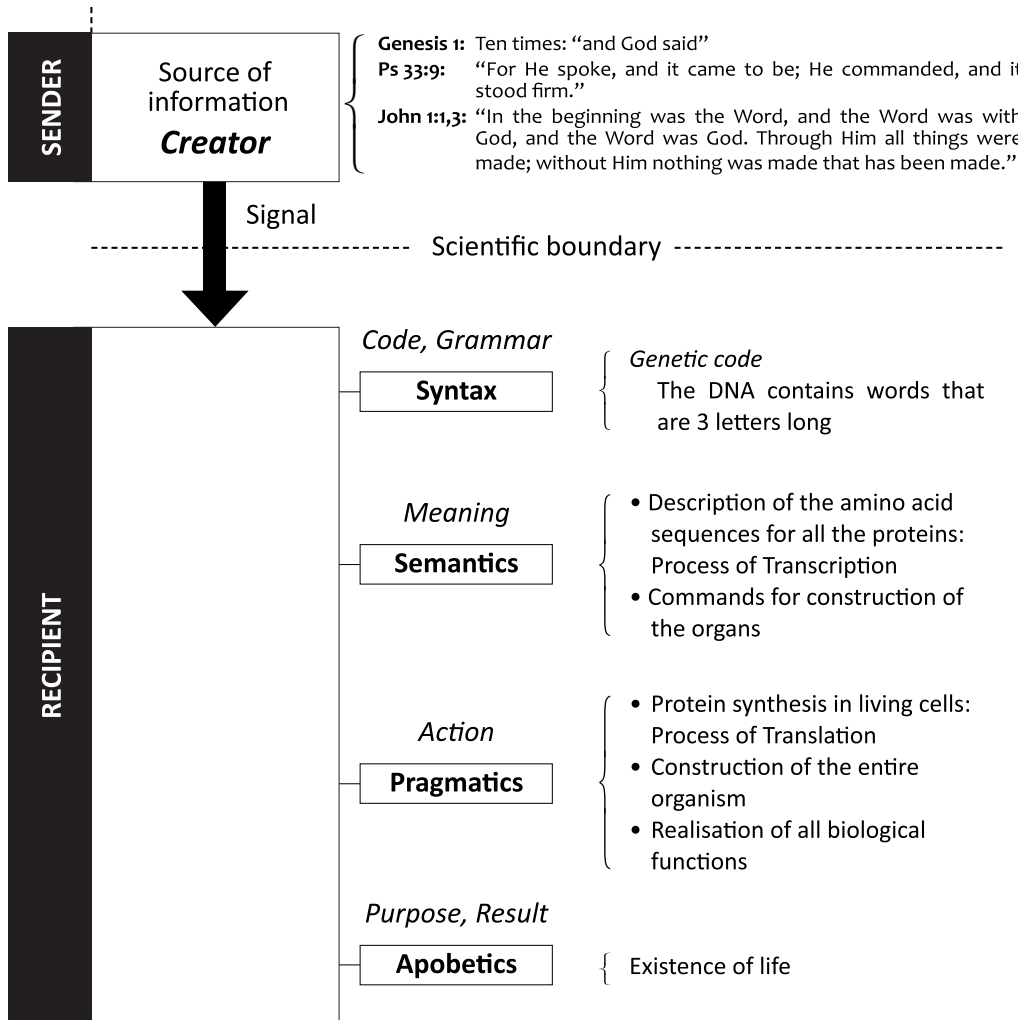 SENDER
Source of
information
Creator
Genesis 1: Ten times: “and God said”
Ps 33:9: “For He spoke, and it came to be; He commanded, and it
stood firm.”
John 1:1,3: “In the beginning was the Word, and the Word was with
God, and the Word was God. Through Him all things were
made; without Him nothing was made that has been made.”
Signal
Scientific boundary
RECIPIENT
Code, Grammar
Syntax
Genetic code
The DNA contains words that
are 3 letters long
Meaning
Semantics
• Description of the amino acid
sequences for all the proteins:
Process of Transcription
• Commands for construction of
the organs
Action
Pragmatics
• Protein synthesis in living cells:
Process of Translation
• Construction of the entire
organism
• Realisation of all biological
functions
Purpose, Result
Apobetics
Existence of life